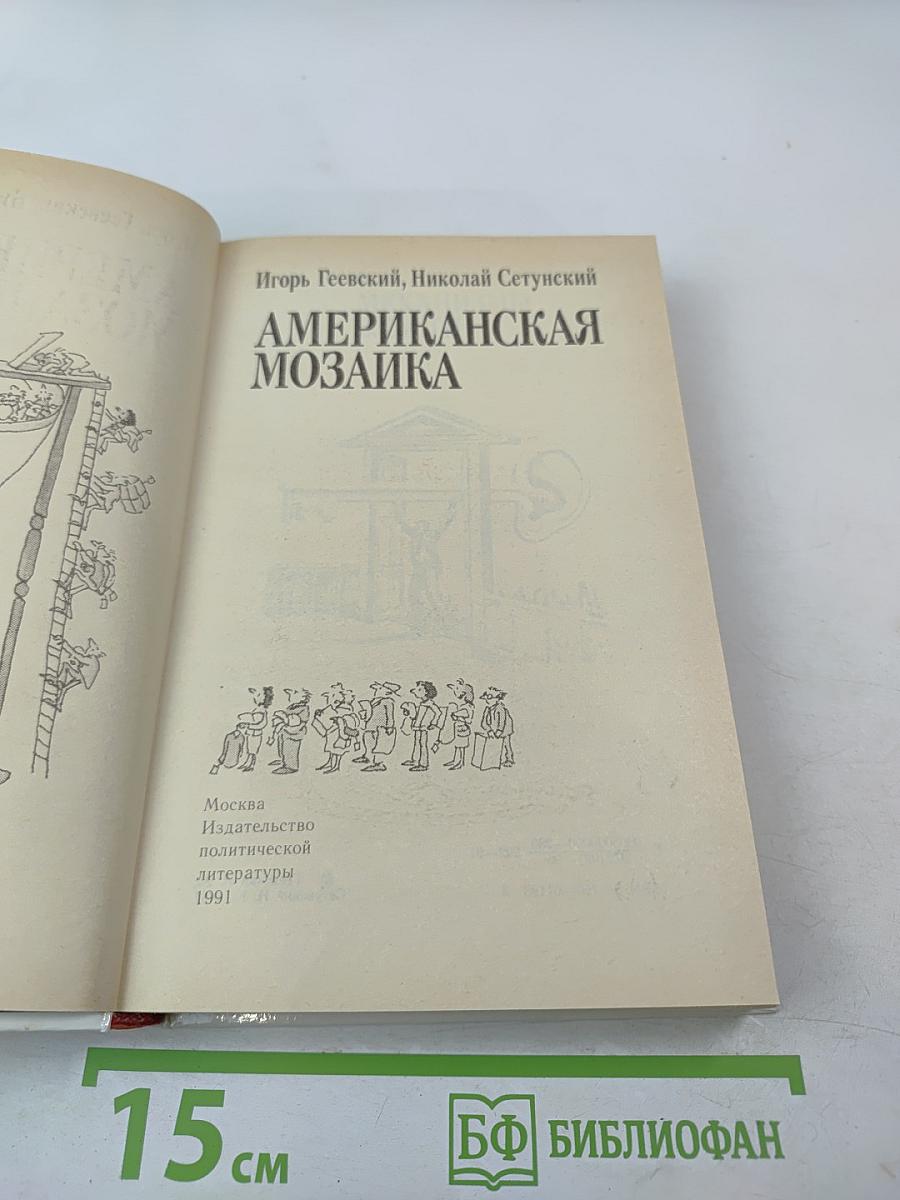 Игорь Геевский, Николай Сетунский
АМЕРИКАНСКАЯ
МОЗАИКА
Москва
Издательство
политической
литературы
1991
15 см
БФ БИБЛИОФАН